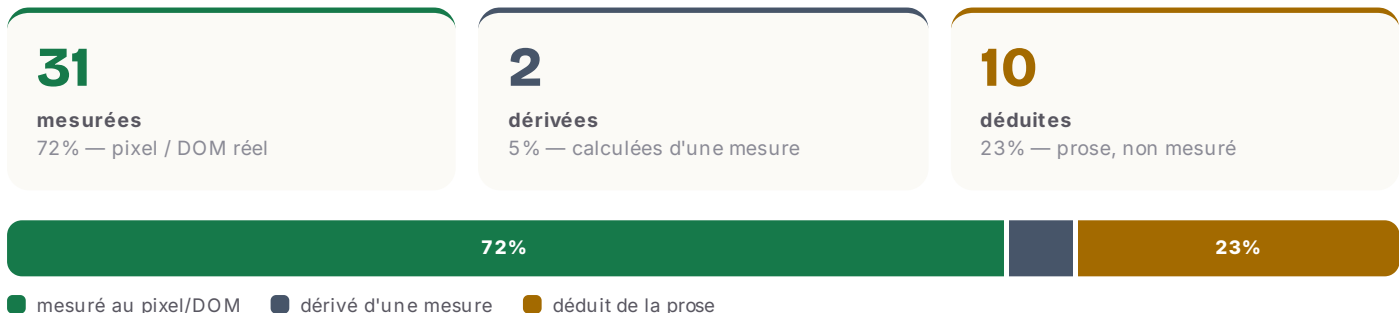 31
mesurées
72% — pixel / DOM réel
2
dérivées
5% — calculées d'une mesure
10
déduites
23% — prose, non mesuré
72%
23%
mesuré au pixel/DOM
dérivé d'une mesure
déduit de la prose